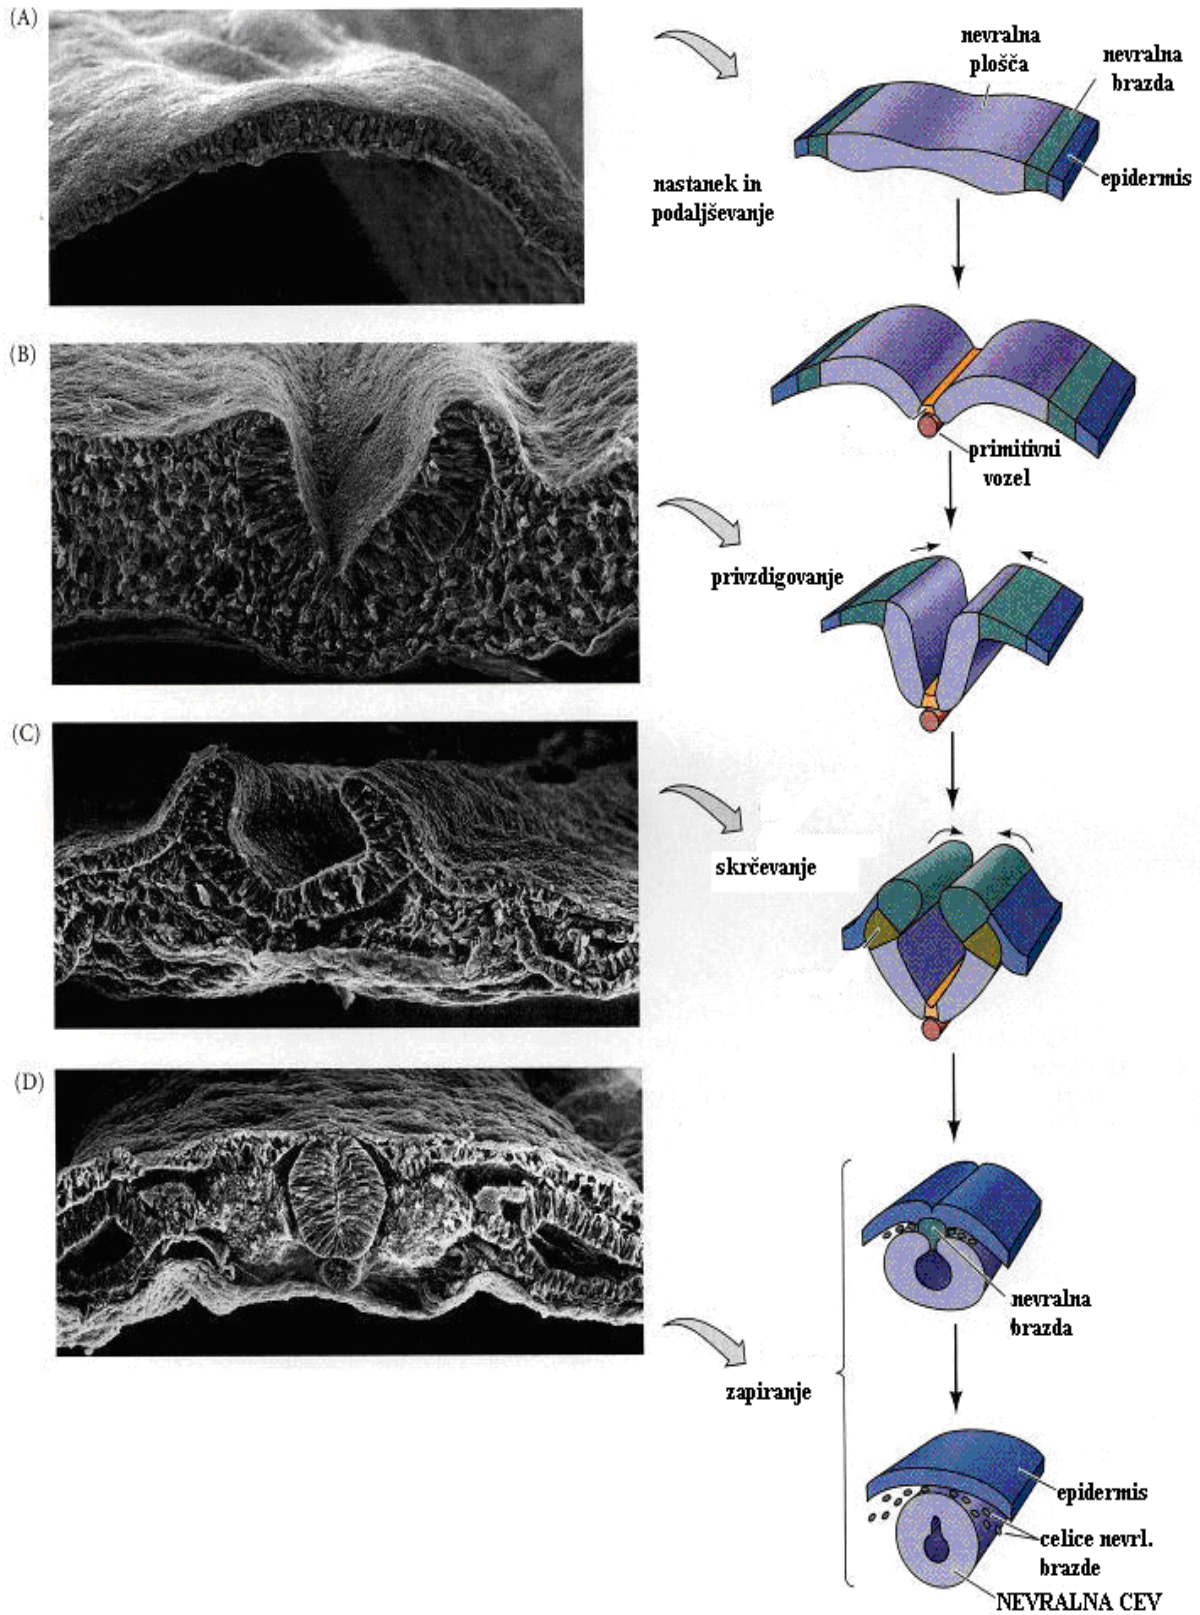 (A)
nevralna
plošča
nevralna
brazda
epidermis
nastanek in
podaljševanje
(B)
primitivni
vozel
privzdigovanje
(C)
skrčevanje
(D)
nevralna
brazda
zapiranje
epidermis
celice nevrl.
brazde
NEVRALNA CEV